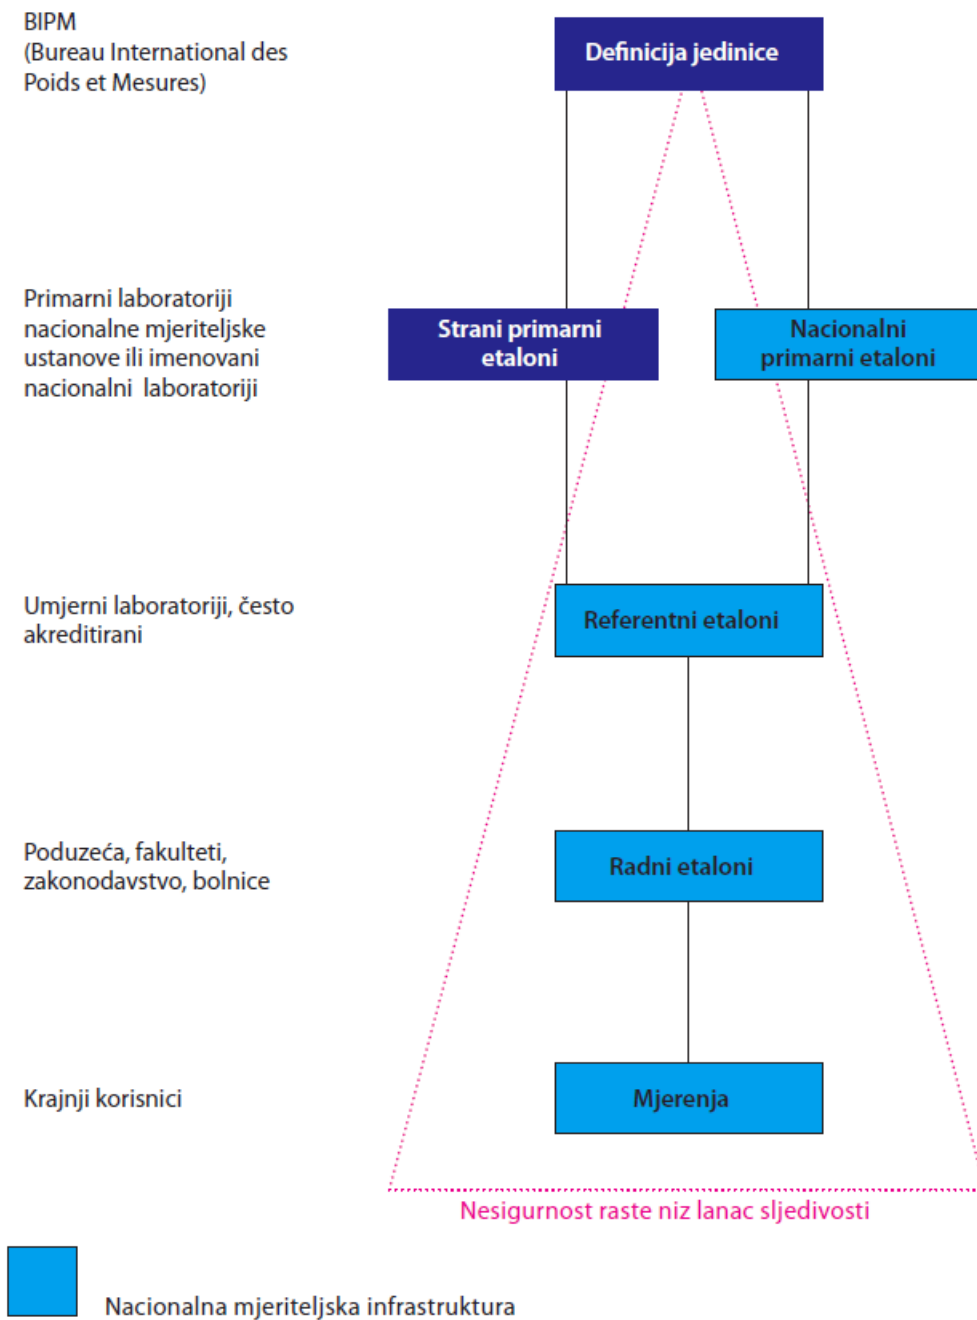 BIPM
(Bureau International des
Poids et Mesures)
Definicija jedinice
Primarni laboratoriji
nacionalne mjeriteljske
ustanove ili imenovani
nacionalni laboratoriji
Strani primarni
etaloni
Nacionalni
primarni etaloni
Umjerni laboratoriji, često
akreditirani
Referentni etaloni
Poduzeća, fakulteti,
zakonodavstvo, bolnice
Radni etaloni
Krajnji korisnici
Mjerenja
Nesigurnost raste niz lanac sljedivosti
Nacionalna mjeriteljska infrastruktura